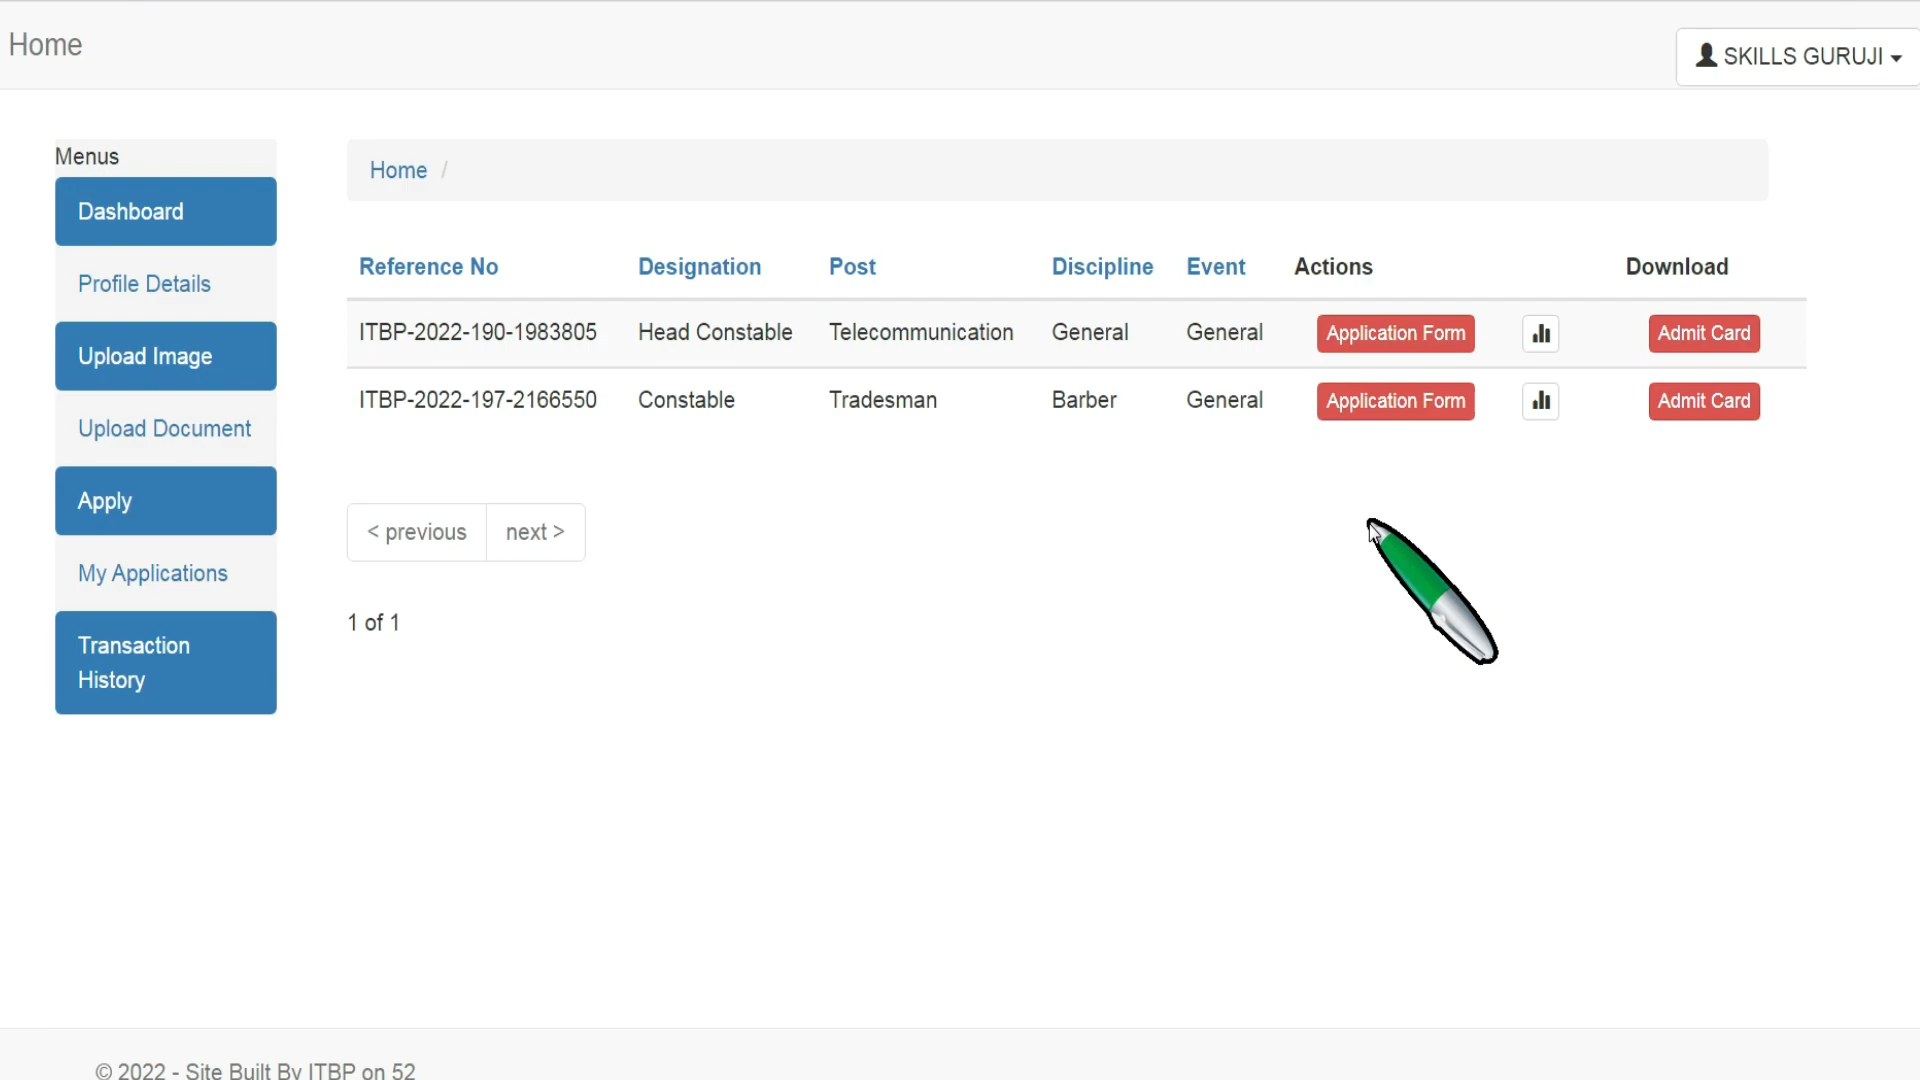 Home
SKILLS GURUJI
Menus
Dashboard
Profile Details
Upload Image
Upload Document
Apply
My Applications
Transaction
History
Home /
Reference No Designation Post Discipline Event Actions Download
ITBP-2022-190-1983805 Head Constable Telecommunication General General Application Form Admit Card
ITBP-2022-197-2166550 Constable Tradesman Barber General Application Form Admit Card
< previous next >
1 of 1
© 2022 - Site Built By ITBP on 52